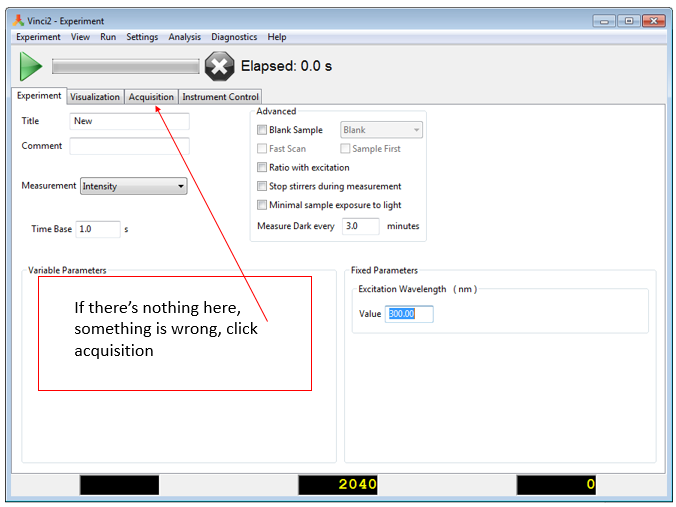 Vinci2 - Experiment
Experiment View Run Settings Analysis Diagnostics Help
Elapsed: 0.0 s
Experiment Visualization Acquisition Instrument Control
Title New
Comment
Measurement Intensity
Time Base 1.0 s
Advanced
Blank Sample Blank
Fast Scan Sample First
Ratio with excitation
Stop stirrers during measurement
Minimal sample exposure to light
Measure Dark every 3.0 minutes
Variable Parameters
If there's nothing here,
something is wrong, click
acquisition
Fixed Parameters
Excitation Wavelength ( nm )
Value 300.00
2040
0